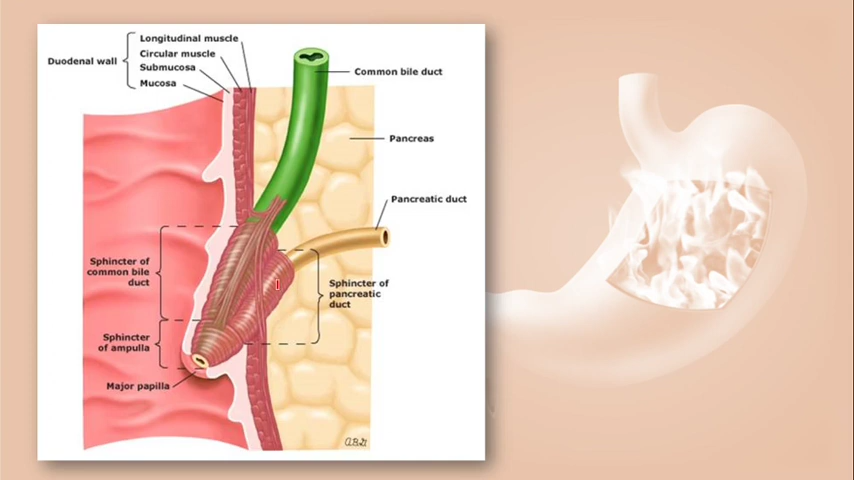 Longitudinal muscle
Circular muscle
Duodenal wall
Submucosa
Mucosa
Common bile duct
Pancreas
Pancreatic duct
Sphincter of
common bile
duct
Sphincter of
pancreatic
duct
Sphincter
of ampulla
Major papilla